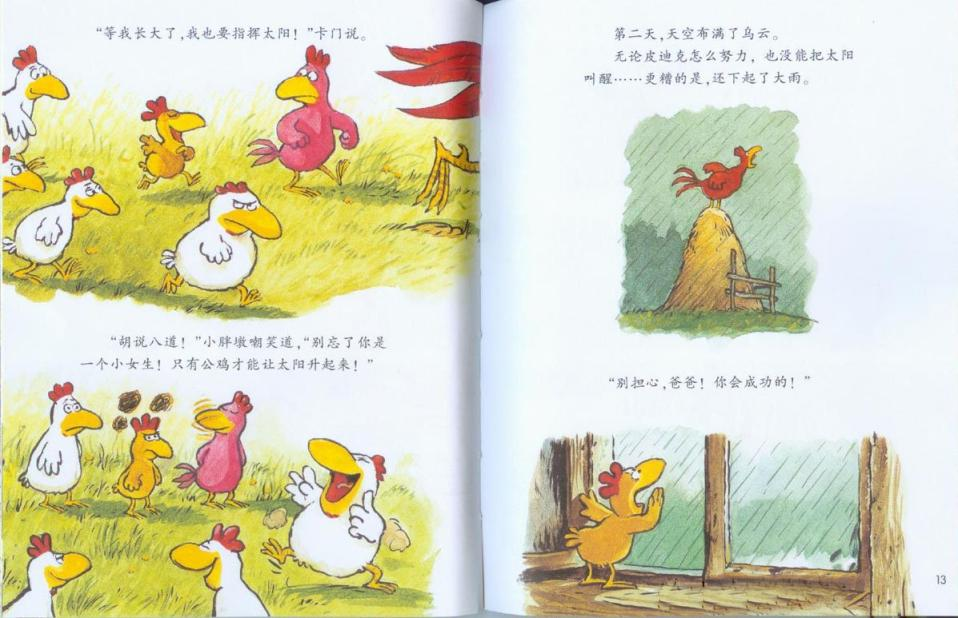 “等我长大了，我也要指挥太阳！”卡门说。
“胡说八道！”小胖墩嘲笑道，“别忘了你是
一个小女生！只有公鸡才能让太阳升起来！”
第二天，天空布满了乌云。
无论皮迪克怎么努力，也没能把太阳
叫醒……更糟的是，还下起了大雨。
“别担心，爸爸！你会成功的！”
13